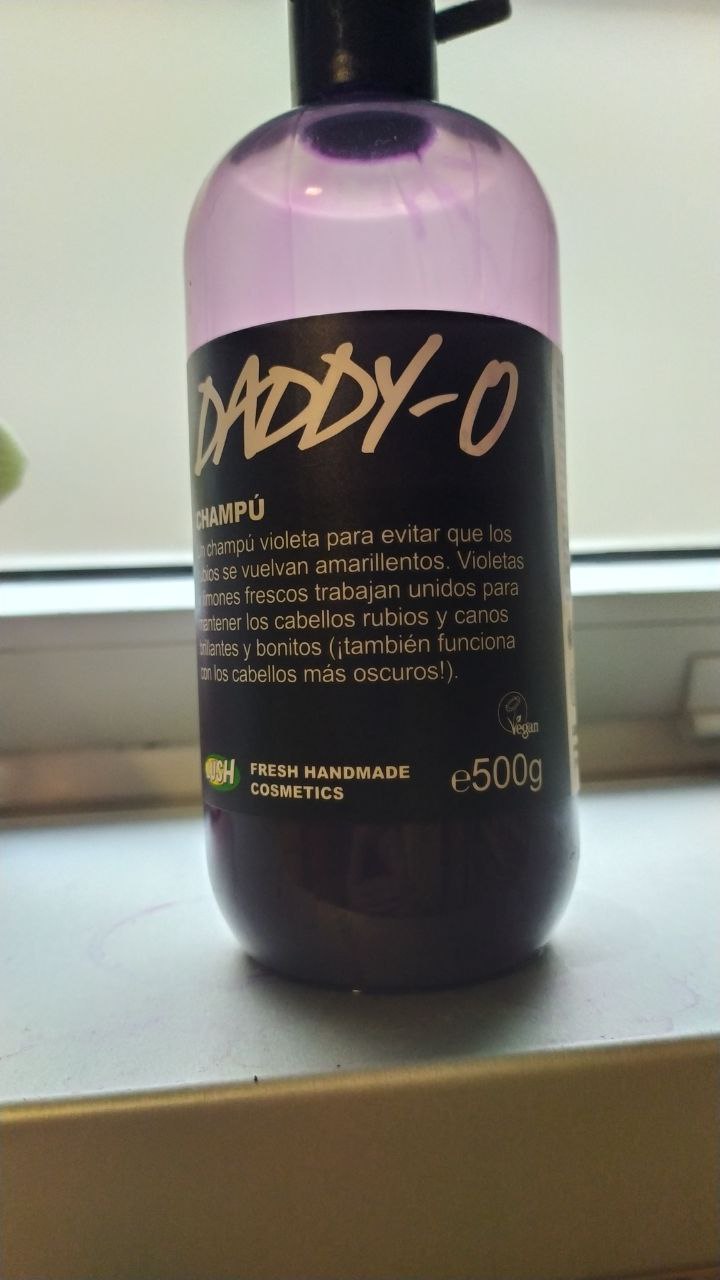 DADDY-O
CHAMPÚ
champú violeta para evitar que los
se vuelvan amarillentos. Violetas
limones frescos trabajan unidos para
mantener los cabellos rubios y canos
brillantes y bonitos (¡también funciona
con los cabellos más oscuros!).
Vegan
LUSH FRESH HANDMADE
COSMETICS
e500g